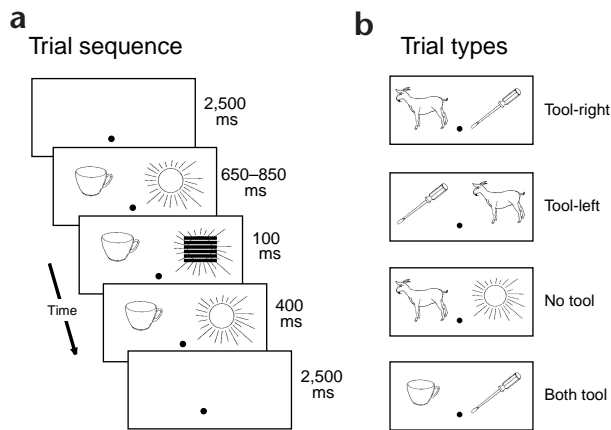 a
Trial sequence
2,500
ms
650–850
ms
100
ms
400
ms
2,500
ms
Time
b
Trial types
Tool-right
Tool-left
No tool
Both tool